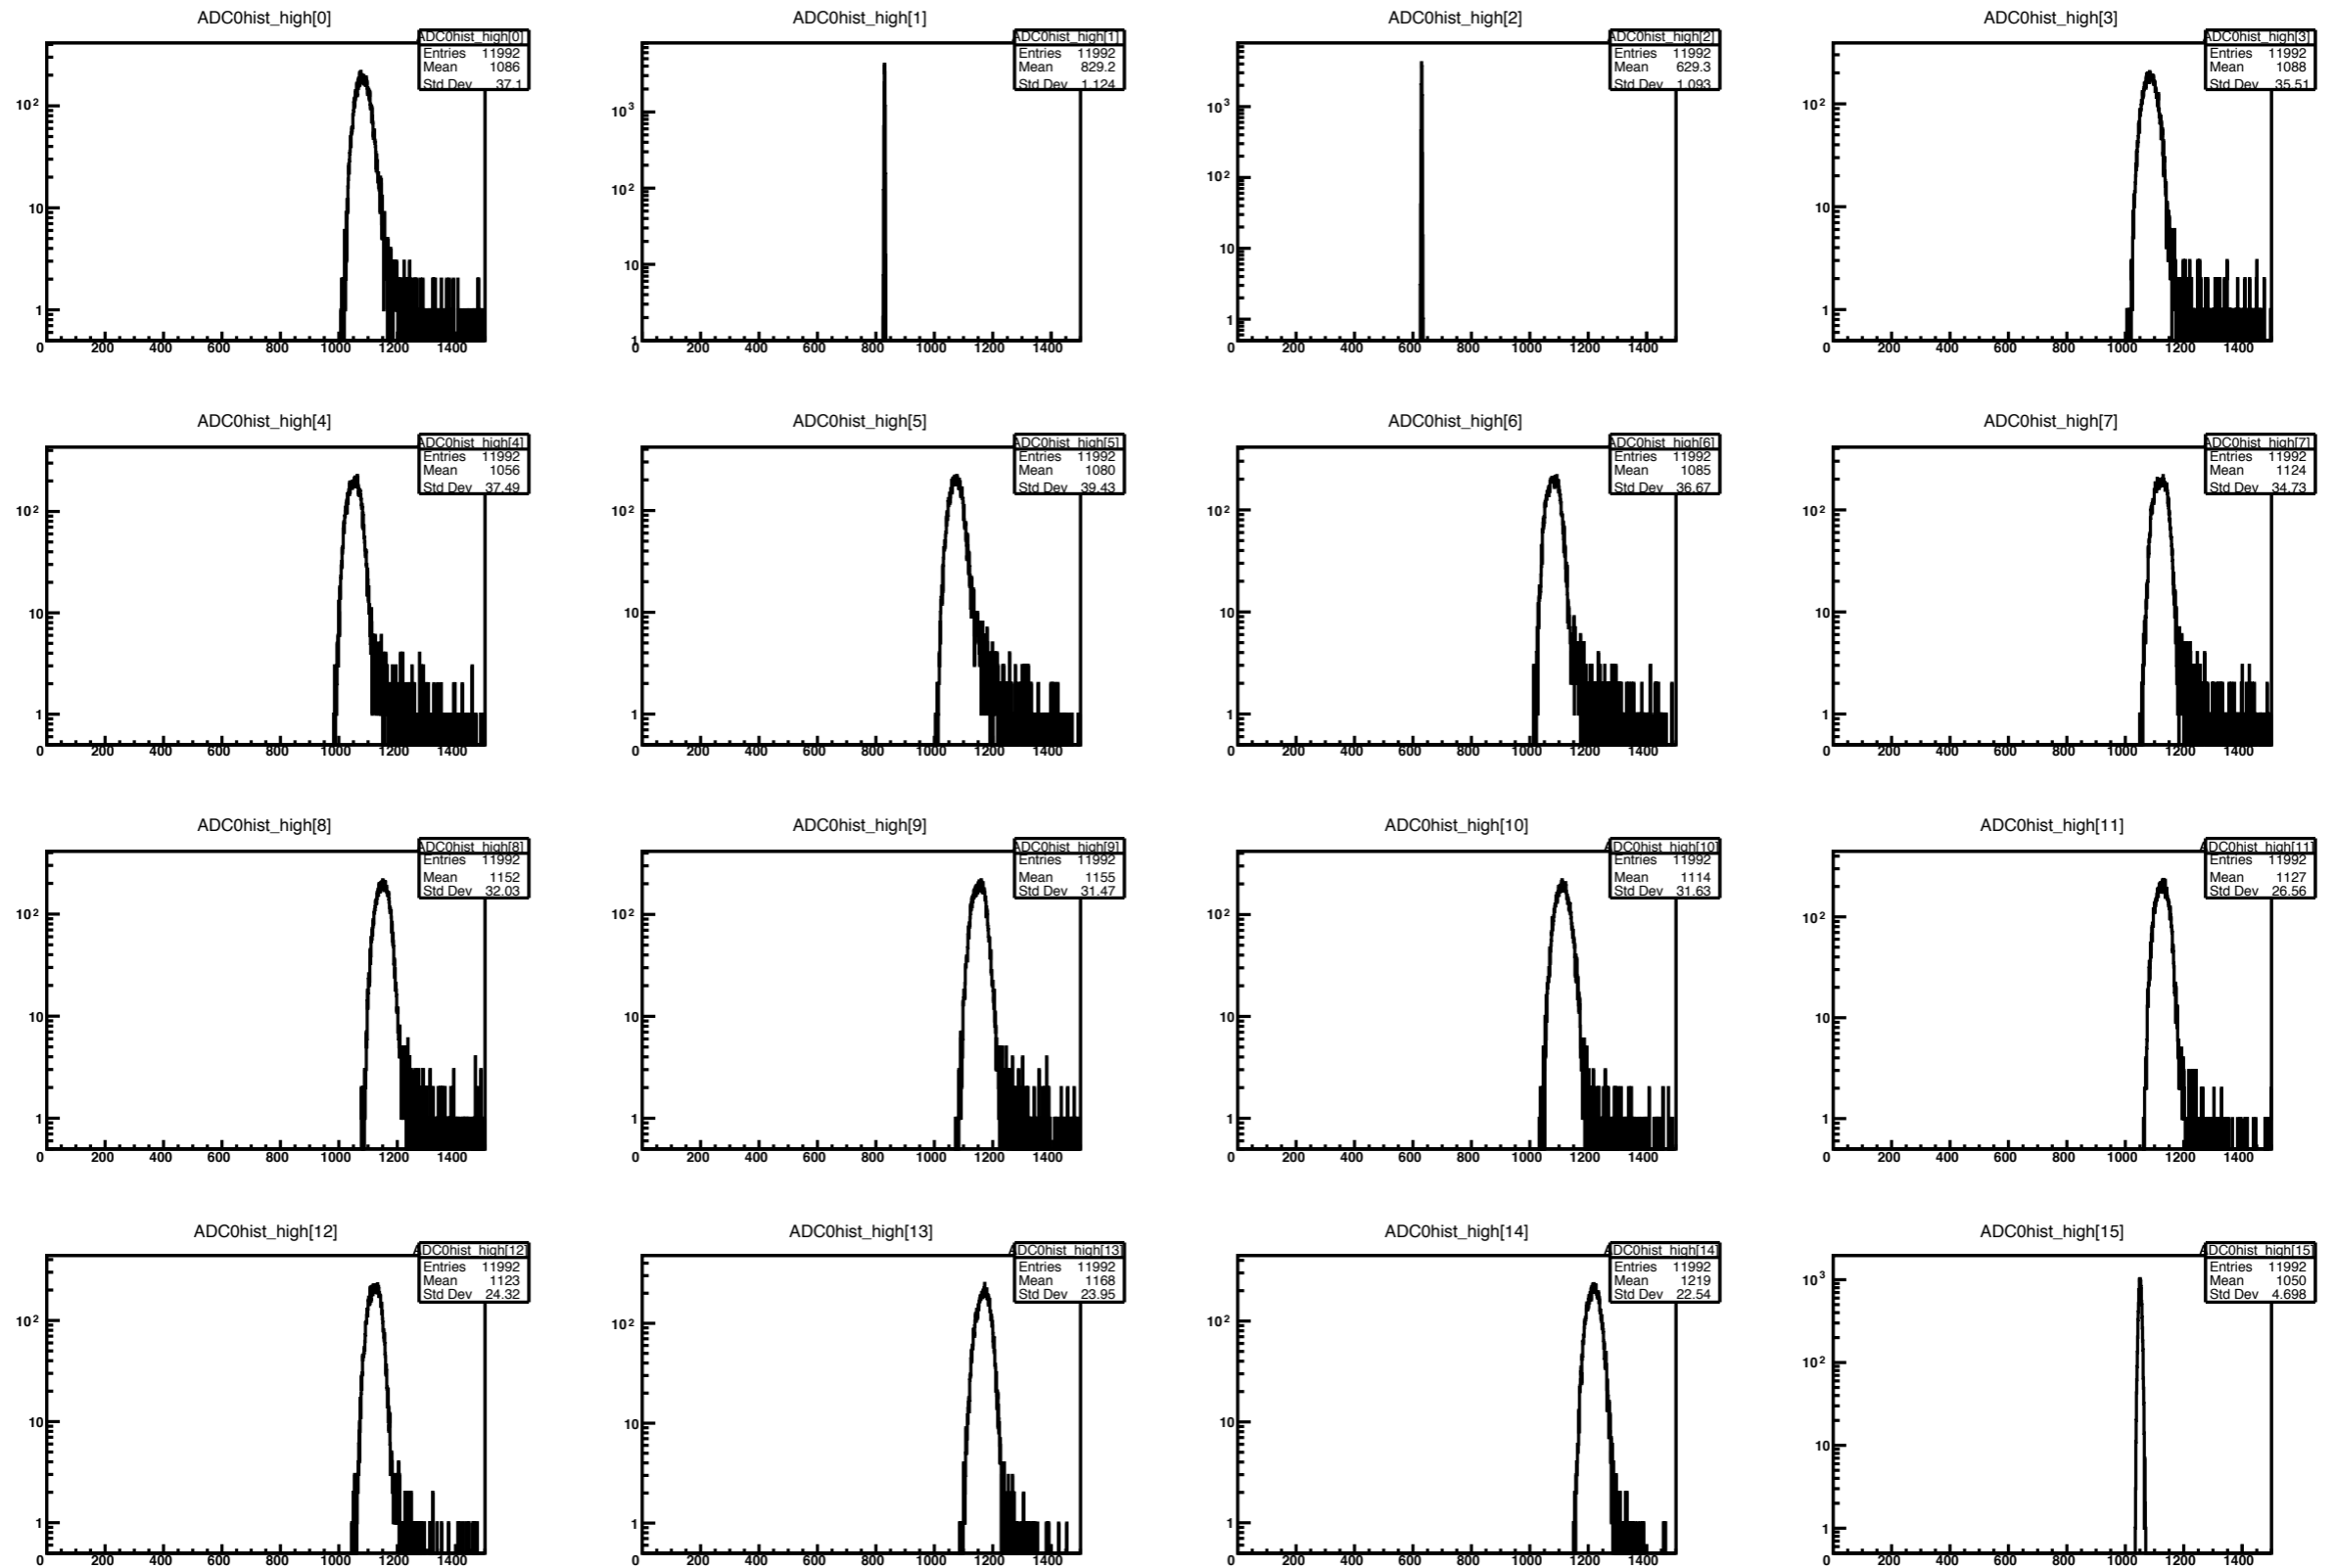 ADC0hist_high[0]
ADC0hist_high[0]
Entries 11992
Mean 1086
Std Dev 37.1
10²
10
1
0 200 400 600 800 1000 1200 1400
ADC0hist_high[1]
ADC0hist_high[1]
Entries 11992
Mean 829.2
Std Dev 1.124
10³
10²
10
1
0 200 400 600 800 1000 1200 1400
ADC0hist_high[2]
ADC0hist_high[2]
Entries 11992
Mean 629.3
Std Dev 1.093
10³
10²
10
1
0 200 400 600 800 1000 1200 1400
ADC0hist_high[3]
ADC0hist_high[3]
Entries 11992
Mean 1088
Std Dev 35.51
10²
10
1
0 200 400 600 800 1000 1200 1400
ADC0hist_high[4]
ADC0hist_high[4]
Entries 11992
Mean 1056
Std Dev 37.49
10²
10
1
0 200 400 600 800 1000 1200 1400
ADC0hist_high[5]
ADC0hist_high[5]
Entries 11992
Mean 1080
Std Dev 39.43
10²
10
1
0 200 400 600 800 1000 1200 1400
ADC0hist_high[6]
ADC0hist_high[6]
Entries 11992
Mean 1085
Std Dev 36.67
10²
10
1
0 200 400 600 800 1000 1200 1400
ADC0hist_high[7]
ADC0hist_high[7]
Entries 11992
Mean 1124
Std Dev 34.73
10²
10
1
0 200 400 600 800 1000 1200 1400
ADC0hist_high[8]
ADC0hist_high[8]
Entries 11992
Mean 1152
Std Dev 32.03
10²
10
1
0 200 400 600 800 1000 1200 1400
ADC0hist_high[9]
ADC0hist_high[9]
Entries 11992
Mean 1155
Std Dev 31.47
10²
10
1
0 200 400 600 800 1000 1200 1400
ADC0hist_high[10]
ADC0hist_high[10]
Entries 11992
Mean 1114
Std Dev 31.63
10²
10
1
0 200 400 600 800 1000 1200 1400
ADC0hist_high[11]
ADC0hist_high[11]
Entries 11992
Mean 1127
Std Dev 26.56
10²
10
1
0 200 400 600 800 1000 1200 1400
ADC0hist_high[12]
ADC0hist_high[12]
Entries 11992
Mean 1123
Std Dev 24.32
10²
10
1
0 200 400 600 800 1000 1200 1400
ADC0hist_high[13]
ADC0hist_high[13]
Entries 11992
Mean 1168
Std Dev 23.95
10²
10
1
0 200 400 600 800 1000 1200 1400
ADC0hist_high[14]
ADC0hist_high[14]
Entries 11992
Mean 1219
Std Dev 22.54
10²
10
1
0 200 400 600 800 1000 1200 1400
ADC0hist_high[15]
ADC0hist_high[15]
Entries 11992
Mean 1050
Std Dev 4.698
10³
10²
10
1
0 200 400 600 800 1000 1200 1400